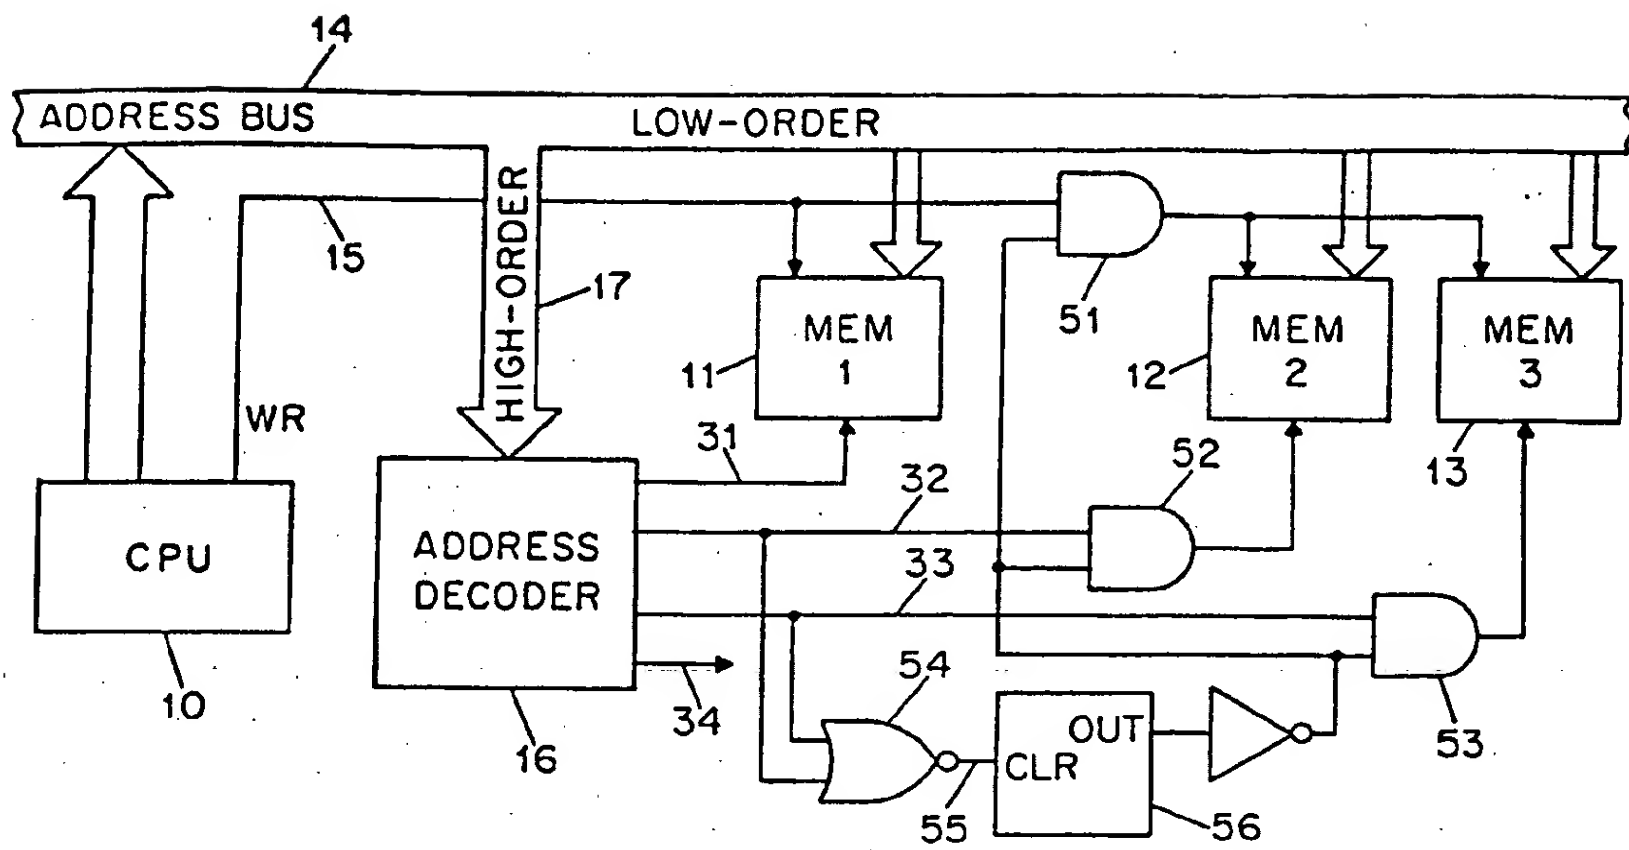 14
ADDRESS BUS
LOW-ORDER
15
HIGH-ORDER
17
51
WR
MEM
1
11
MEM
2
12
MEM
3
13
31
32
52
CPU
10
ADDRESS
DECODER
16
33
34
54
53
OUT
CLR
55
56